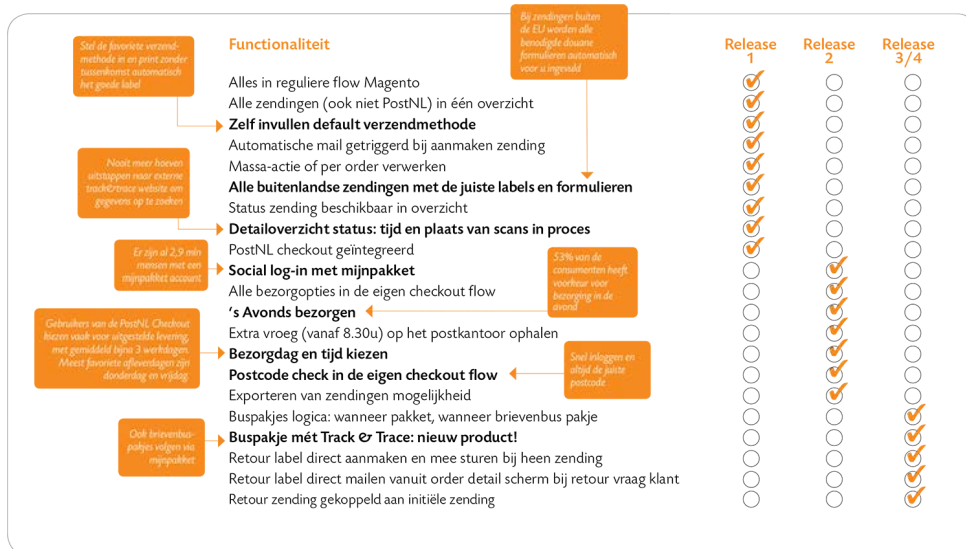 Functionaliteit
Release 1
Release 2
Release 3/4
Stel de favoriete verzend-
methode in en print zonder
tussenkomst automatisch
het goede label
Bij zendingen buiten
de EU worden alle
benodigde douane
formulieren automatisch
voor u ingevuld
Alles in reguliere flow Magento
Alle zendingen (ook niet PostNL) in één overzicht
Zelf invullen default verzendmethode
Automatische mail getriggerd bij aanmaken zending
Massa-actie of per order verwerken
Alle buitenlandse zendingen met de juiste labels en formulieren
Status zending beschikbaar in overzicht
Detailoverzicht status: tijd en plaats van scans in proces
PostNL checkout geïntegreerd
Social log-in met mijnpakket
Alle bezorgopties in de eigen checkout flow
's Avonds bezorgen
Extra vroeg (vanaf 8.30u) op het postkantoor ophalen
Bezorgdag en tijd kiezen
Postcode check in de eigen checkout flow
Exporteren van zendingen mogelijkheid
Buspakjes logica: wanneer pakket, wanneer brievenbus pakje
Buspakje mét Track & Trace: nieuw product!
Retour label direct aanmaken en mee sturen bij heen zending
Retour label direct mailen vanuit order detail scherm bij retour vraag klant
Retour zending gekoppeld aan initiële zending
Nooit meer hoeven
uitstappen naar externe
track&trace website om
gegevens op te zoeken
Er zijn al 2,9 mln
mensen met een
mijnpakket account
53% van de
consumenten heeft
voorkeur voor
bezorging in de
avond
Gebruikers van de PostNL Checkout
kiezen vaak voor uitgestelde levering,
met gemiddeld bijna 3 werkdagen.
Meest favoriete afleverdagen zijn
donderdag en vrijdag.
Snel inloggen en
altijd de juiste
postcode
Ook brievenbus-
pakjes volgen via
mijnpakket